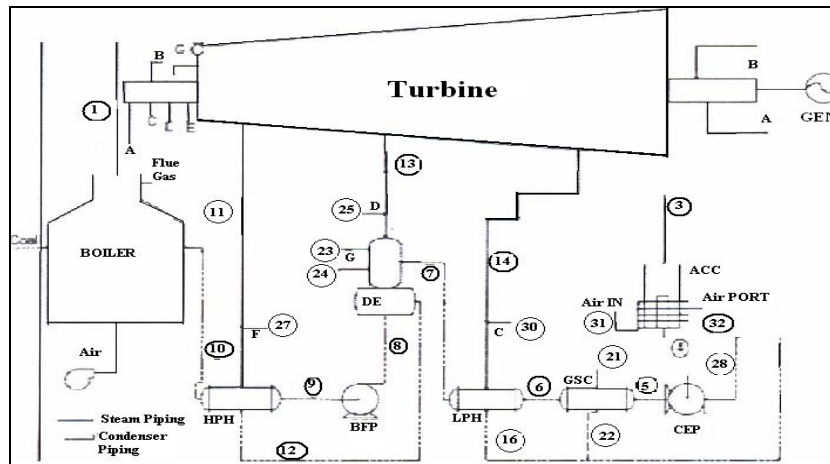 G
B
Turbine
B
GEN
1
C
E
A
A
Flue
Gas
13
3
11
25
D
Coal
BOILER
23
G
24
7
14
ACC
DE
Air IN
Air PORT
31
32
F
27
C
30
8
10
21
28
Air
9
6
GSC
5
Steam Piping
Condenser
Piping
HPH
BFP
LPH
CEP
12
16
22